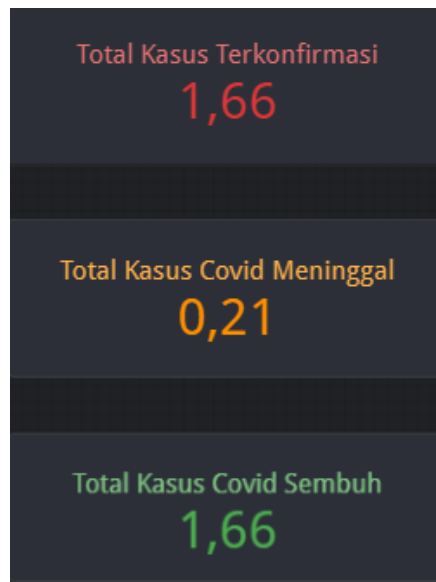 Total Kasus Terkonfirmasi
1,66
Total Kasus Covid Meninggal
0,21
Total Kasus Covid Sembuh
1,66